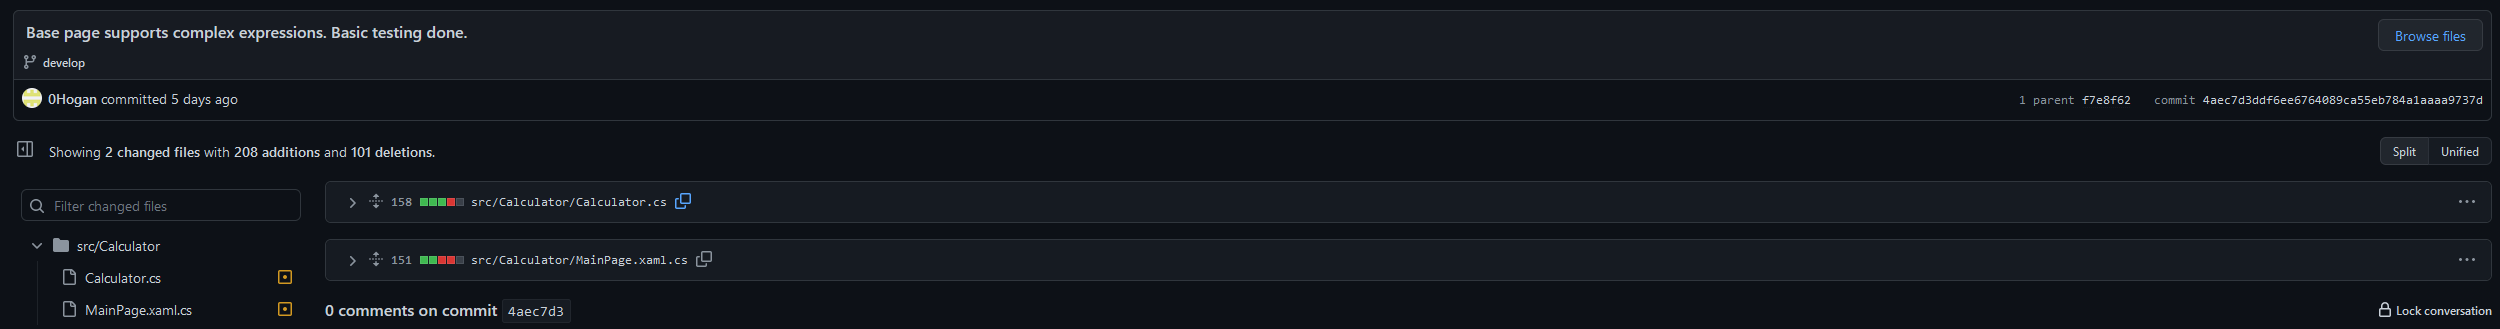 Base page supports complex expressions. Basic testing done.
Browse files
develop
0Hogan committed 5 days ago
1 parent f7e8f62 commit 4aec7d3ddf6ee6764089ca55eb784a1aaaa9737d
Showing 2 changed files with 208 additions and 101 deletions.
Split Unified
Filter changed files
158 src/Calculator/Calculator.cs
src/Calculator
151 src/Calculator/MainPage.xaml.cs
Calculator.cs
MainPage.xaml.cs
0 comments on commit 4aec7d3
Lock conversation